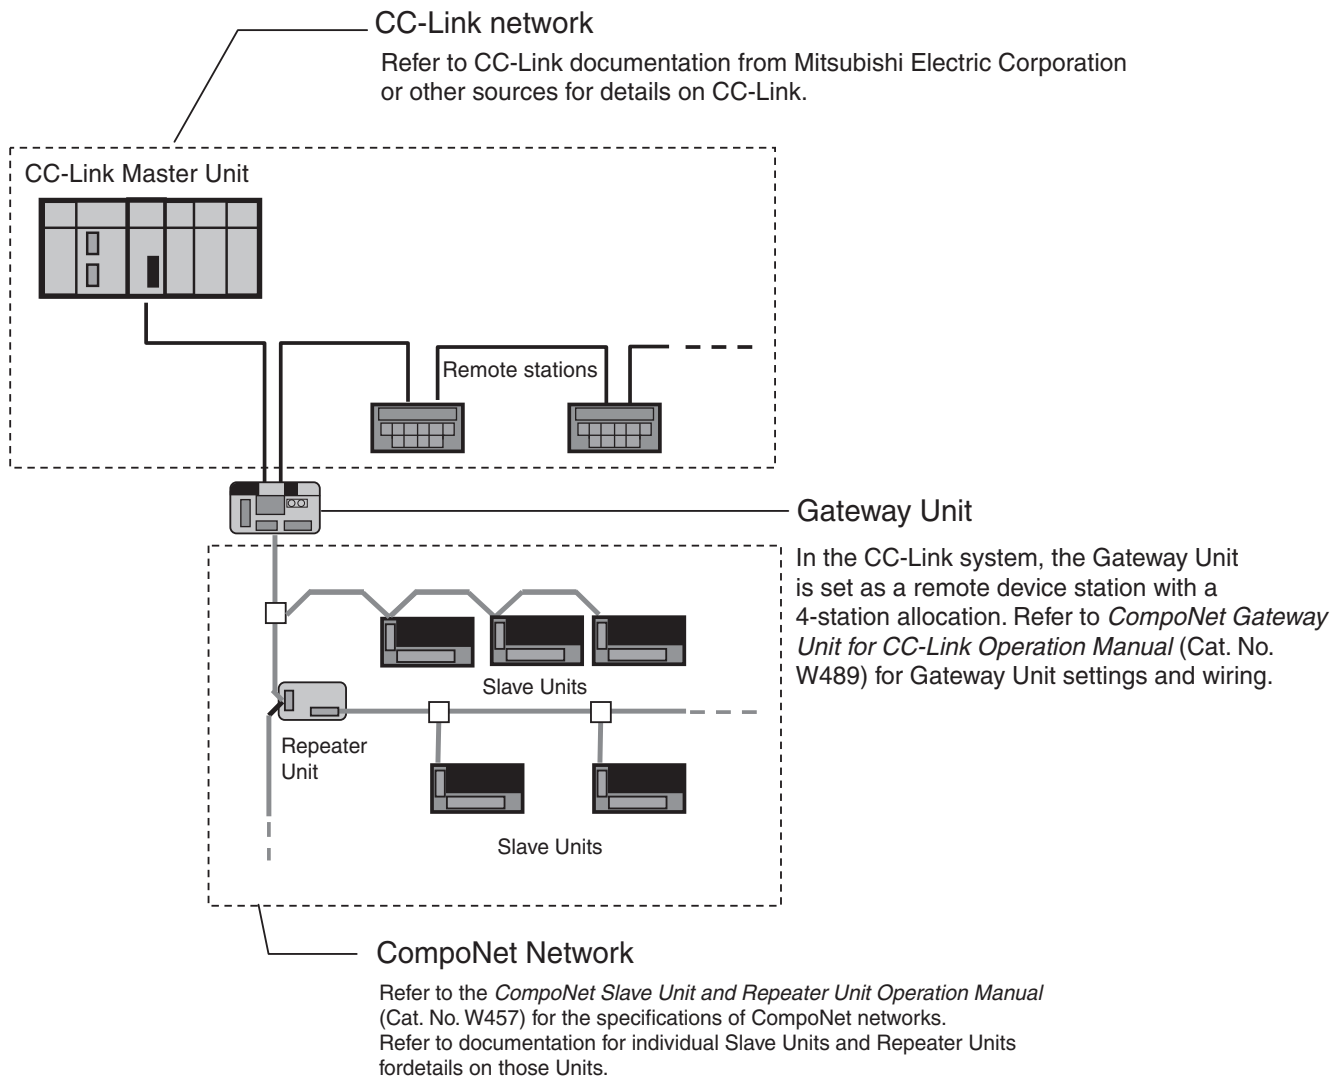 CC-Link network
Refer to CC-Link documentation from Mitsubishi Electric Corporation
or other sources for details on CC-Link.
CC-Link Master Unit
Remote stations
Gateway Unit
In the CC-Link system, the Gateway Unit
is set as a remote device station with a
4-station allocation. Refer to CompoNet Gateway
Unit for CC-Link Operation Manual (Cat. No.
W489) for Gateway Unit settings and wiring.
Slave Units
Repeater
Unit
Slave Units
CompoNet Network
Refer to the CompoNet Slave Unit and Repeater Unit Operation Manual
(Cat. No. W457) for the specifications of CompoNet networks.
Refer to documentation for individual Slave Units and Repeater Units
fordetails on those Units.